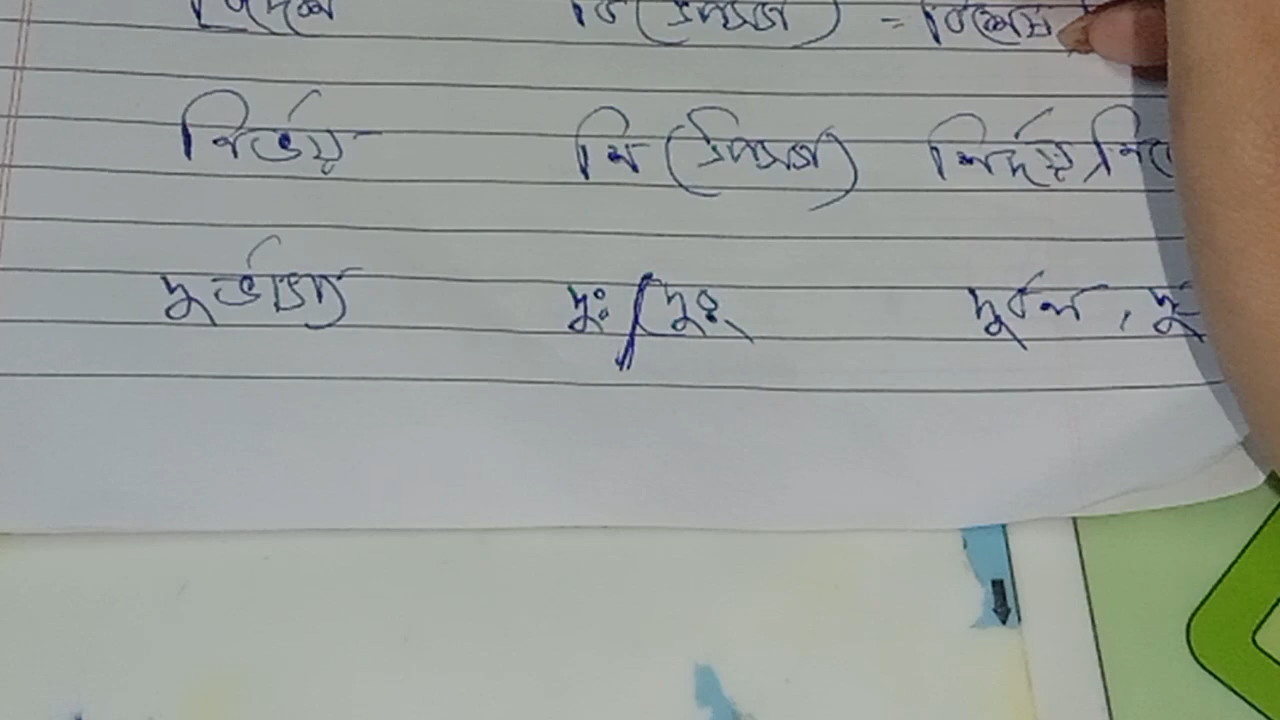 বিদেশ বি (উপসর্গ) = বিশেষ
নির্ভয় নি (উপসর্গ) নির্দয়,
দুর্ভাগ্য দুঃ / দুর্ দুর্বল,